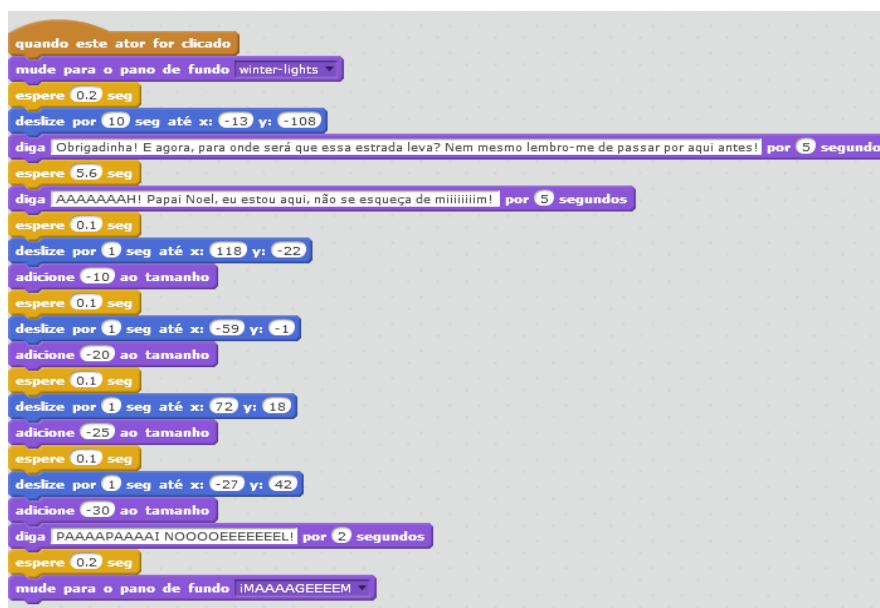 quando este ator for clicado
mude para o pano de fundo winter-lights
espere 0.2 seg
deslize por 10 seg até x: -13 y: -108
diga Obrigadinha! E agora, para onde será que essa estrada leva? Nem mesmo lembro-me de passar por aqui antes! por 5 segundo
espere 5.6 seg
diga AAAAAAAH! Papai Noel, eu estou aqui, não se esqueça de miiiiiiiim! por 5 segundos
espere 0.1 seg
deslize por 1 seg até x: 118 y: -22
adicione -10 ao tamanho
espere 0.1 seg
deslize por 1 seg até x: -59 y: -1
adicione -20 ao tamanho
espere 0.1 seg
deslize por 1 seg até x: 72 y: 18
adicione -25 ao tamanho
espere 0.1 seg
deslize por 1 seg até x: -27 y: 42
adicione -30 ao tamanho
diga PAAAAPAAAAI NOOOOEEEEEEEL! por 2 segundos
espere 0.2 seg
mude para o pano de fundo iMAAAAGEEEEM